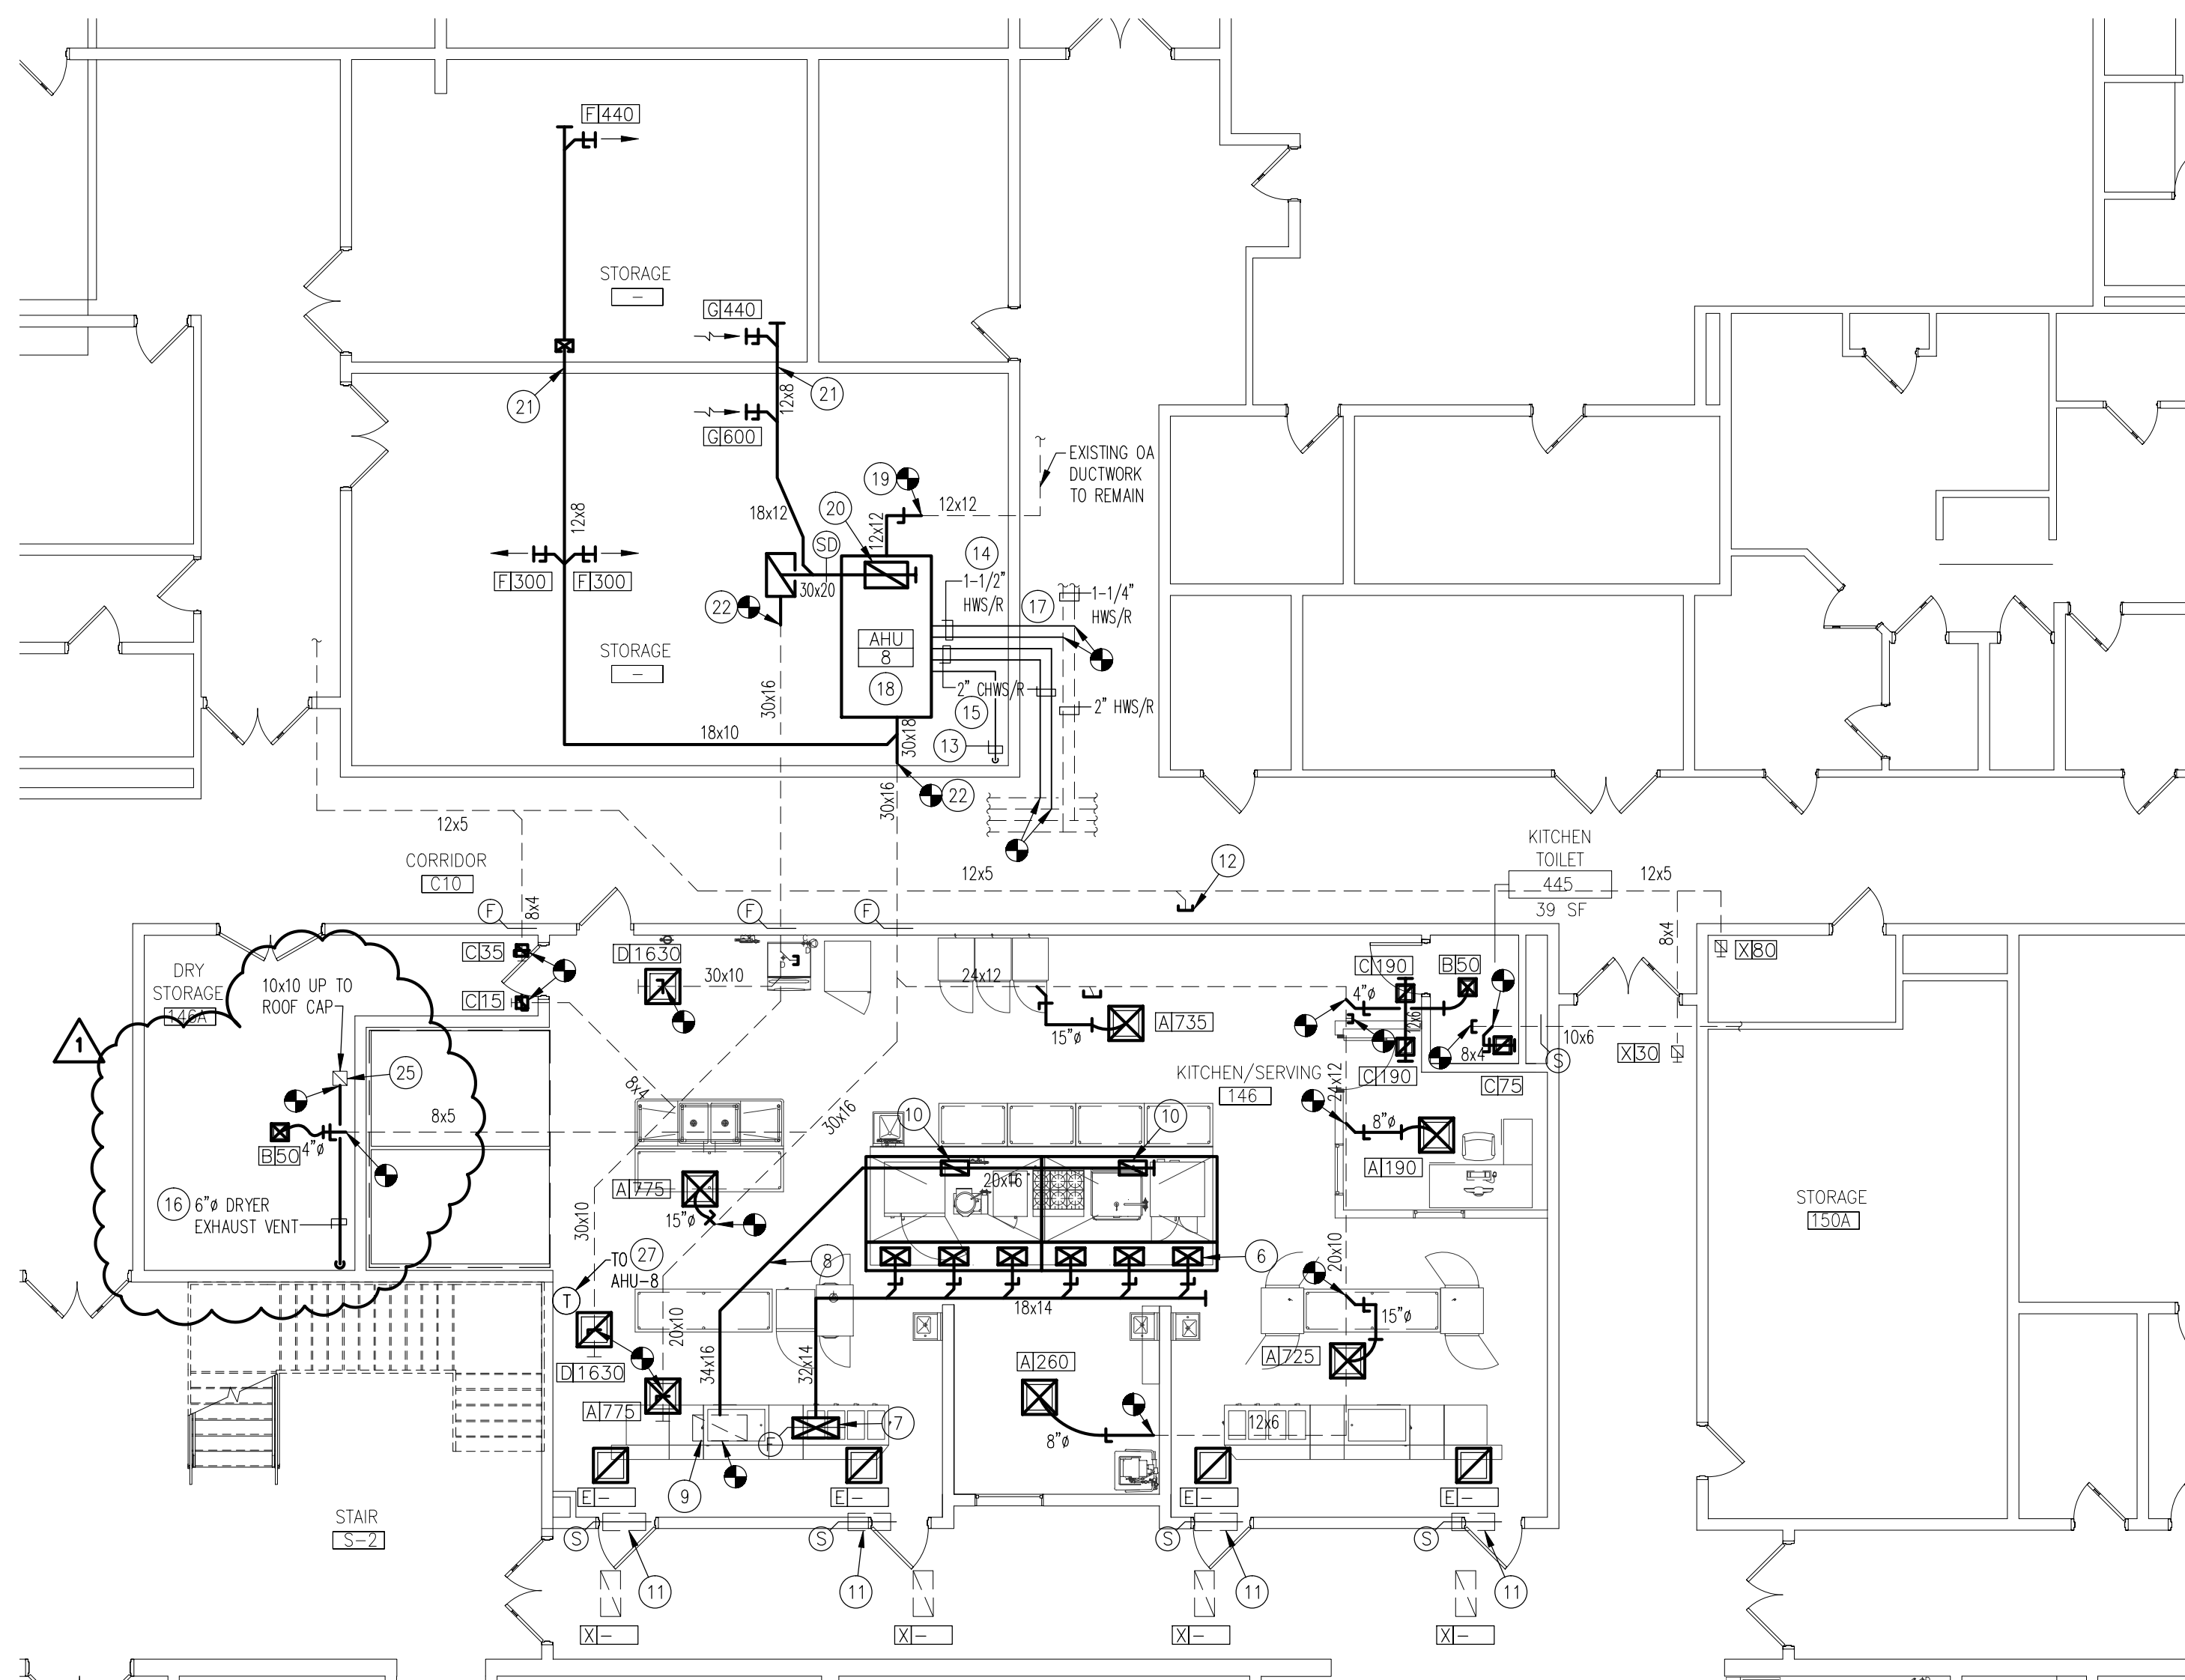 F 440
STORAGE
-
G 440
21
21
12x8
G 600
EXISTING OA
DUCTWORK
TO REMAIN
19
12x12
20
18x12
12x12
12x8
SD
14
F 300
F 300
30x20
1-1/2"
HWS/R
17
1-1/4"
HWS/R
22
AHU
8
STORAGE
-
18
2" CHWS/R
15
2" HWS/R
30x16
18x10
30x18
13
22
30x16
12x5
CORRIDOR
C10
12x5
12
KITCHEN
TOILET
445
39 SF
12x5
8x4
F
F
F
8x4
C 35
D 1630
30x10
24x12
C 190
B 50
X 80
DRY
STORAGE
146A
10x10 UP TO
ROOF CAP
C 15
4"ø
12x6
A 735
15"ø
1
8x4
10x6
S
X 30
C 190
C 75
KITCHEN/SERVING
146
25
8x4
24x12
8x5
30x16
10
10
8"ø
B 50
4"ø
A 190
A 775
20x16
16
6"ø DRYER
EXHAUST VENT
15"ø
30x10
STORAGE
150A
TO
27
AHU-8
8
6
20x10
T
18x14
15"ø
20x10
34x16
32x14
A 260
A 725
D 1630
A 775
12x6
7
F
8"ø
9
E -
E -
E -
E -
STAIR
S-2
S
S
S
S
11
11
11
11
X -
X -
X -
X -